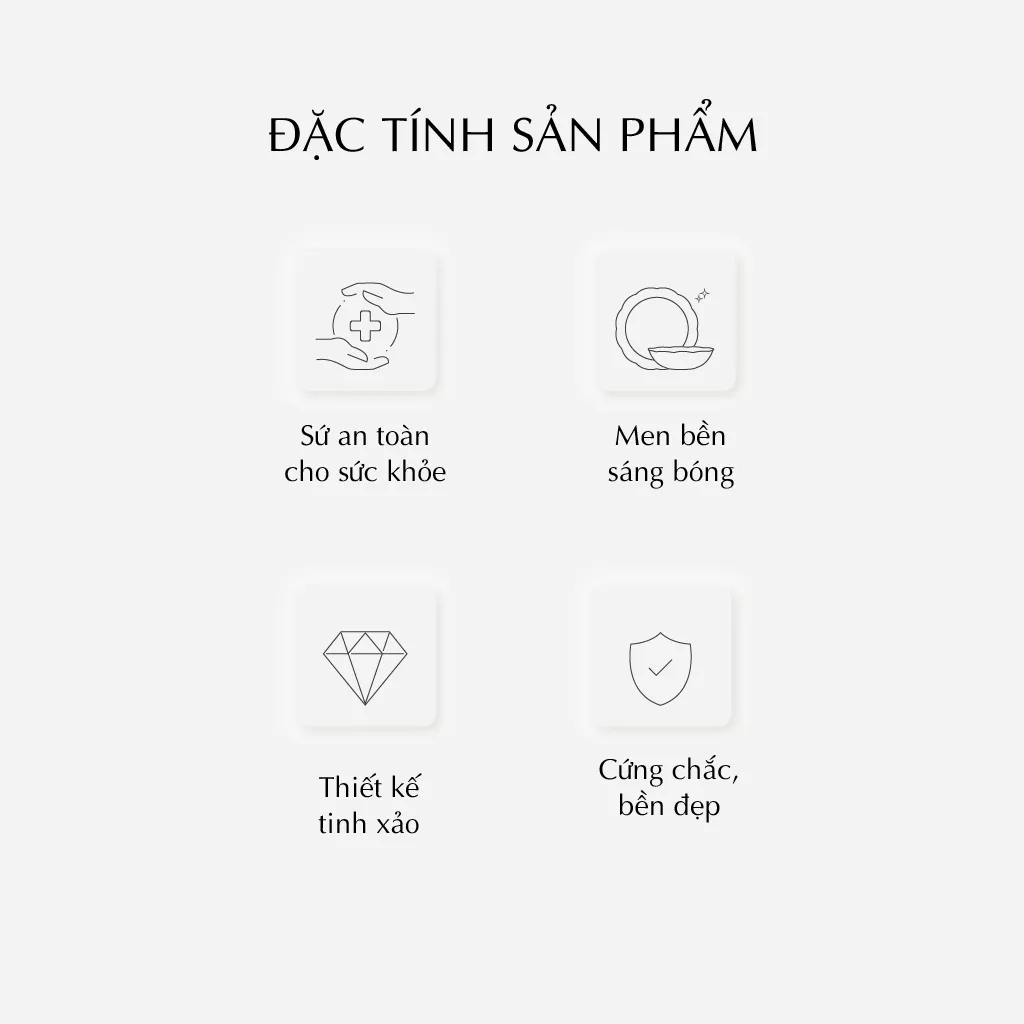 ĐẶC TÍNH SẢN PHẨM
Sứ an toàn
cho sức khỏe
Men bền
sáng bóng
Thiết kế
tinh xảo
Cứng chắc,
bền đẹp